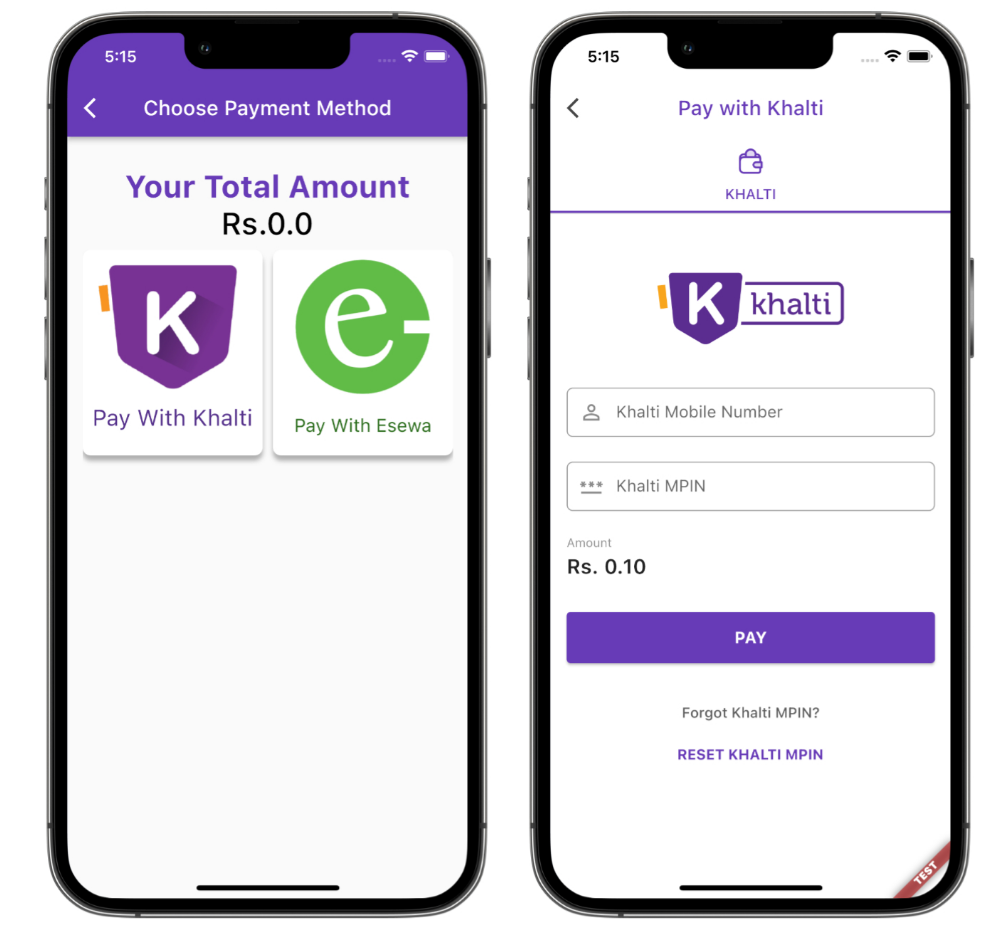 5:15
Choose Payment Method
Your Total Amount
Rs.0.0
K
e
Pay With Khalti
Pay With Esewa
5:15
Pay with Khalti
KHALTI
K khalti
Khalti Mobile Number
*** Khalti MPIN
Amount
Rs. 0.10
PAY
Forgot Khalti MPIN?
RESET KHALTI MPIN
TEST